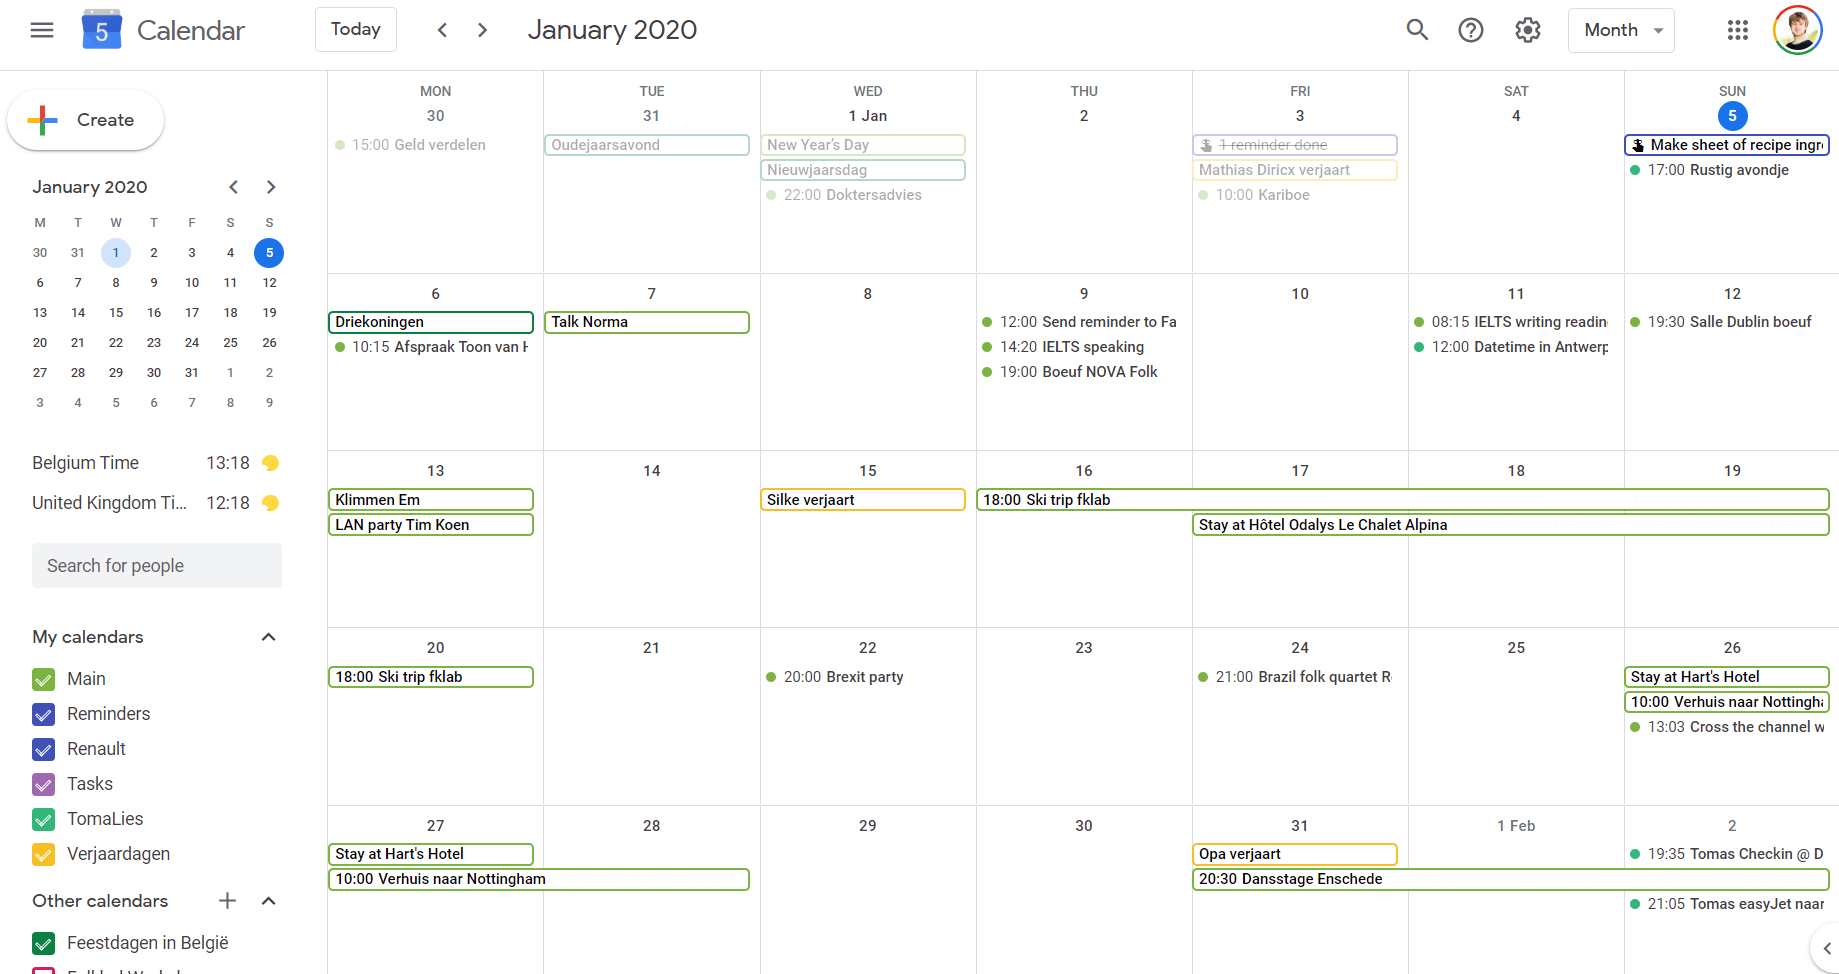 5 Calendar Today January 2020 Month
Create
January 2020
M T W T F S S
30 31 1 2 3 4 5
6 7 8 9 10 11 12
13 14 15 16 17 18 19
20 21 22 23 24 25 26
27 28 29 30 31 1 2
3 4 5 6 7 8 9
Belgium Time 13:18
United Kingdom Ti... 12:18
Search for people
My calendars
Main
Reminders
Renault
Tasks
TomaLies
Verjaardagen
Other calendars
Feestdagen in België
MON TUE WED THU FRI SAT SUN
30 31 1 Jan 2 3 4 5
15:00 Geld verdelen
Oudejaarsavond
New Year's Day
Nieuwjaarsdag
22:00 Doktersadvies
1 reminder done
Mathias Diricx verjaart
10:00 Kariboe
Make sheet of recipe ingr
17:00 Rustig avondje
6 7 8 9 10 11 12
Driekoningen
10:15 Afspraak Toon van
Talk Norma
12:00 Send reminder to Fa
14:20 IELTS speaking
19:00 Boeuf NOVA Folk
08:15 IELTS writing readin
12:00 Datetime in Antwerp
19:30 Salle Dublin boeuf
13 14 15 16 17 18 19
Klimmen Em
LAN party Tim Koen
Silke verjaart
18:00 Ski trip fklab
Stay at Hôtel Odalys Le Chalet Alpina
20 21 22 23 24 25 26
18:00 Ski trip fklab
20:00 Brexit party
21:00 Brazil folk quartet R
Stay at Hart's Hotel
10:00 Verhuis naar Nottingha
13:03 Cross the channel w
27 28 29 30 31 1 Feb 2
Stay at Hart's Hotel
10:00 Verhuis naar Nottingham
Opa verjaart
20:30 Dansstage Enschede
19:35 Tomas Checkin @ D
21:05 Tomas easyJet naar